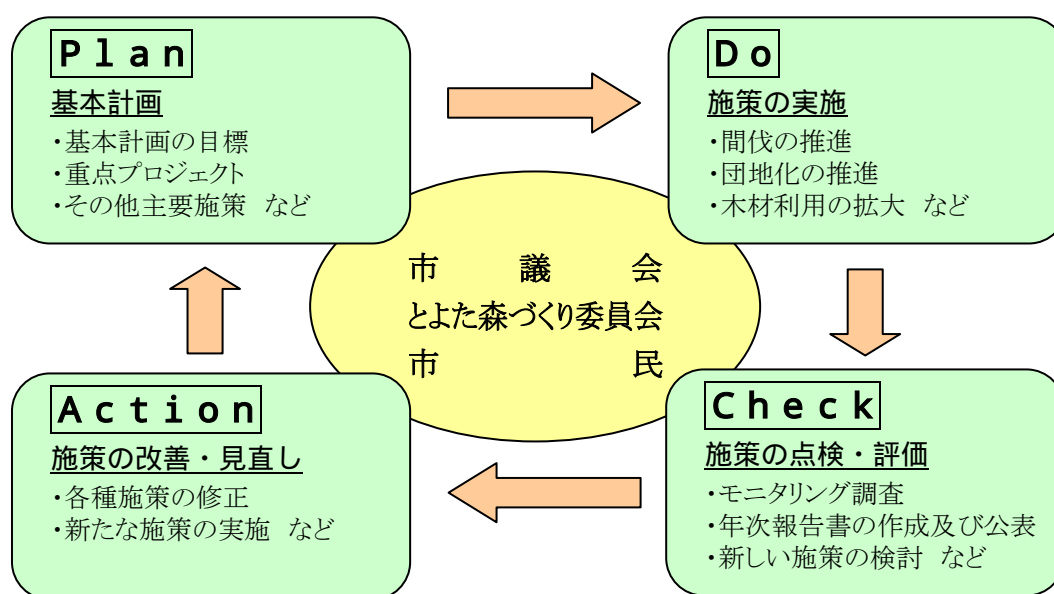 Plan
基本計画
・基本計画の目標
・重点プロジェクト
・その他主要施策 など
Do
施策の実施
・間伐の推進
・団地化の推進
・木材利用の拡大 など
市議会
とよた森づくり委員会
市民
Action
施策の改善・見直し
・各種施策の修正
・新たな施策の実施 など
Check
施策の点検・評価
・モニタリング調査
・年次報告書の作成及び公表
・新しい施策の検討 など